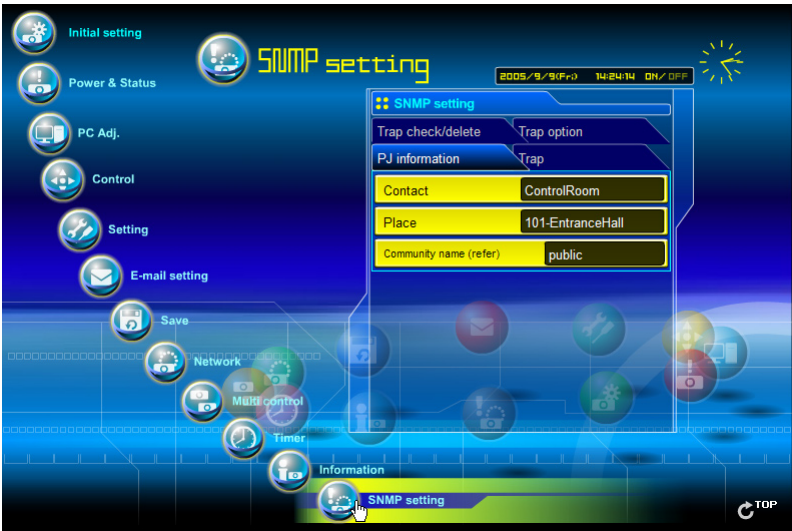 Initial setting
SNMP setting
Power & Status
2005/9/9(Fri) 14:24:14 ON/OFF
SNMP setting
PC Adj.
Trap check/delete Trap option
PJ information Trap
Control
Contact ControlRoom
Place 101-EntranceHall
Setting
Community name (refer) public
E-mail setting
Save
Network
Multi control
Timer
Information
SNMP setting
TOP